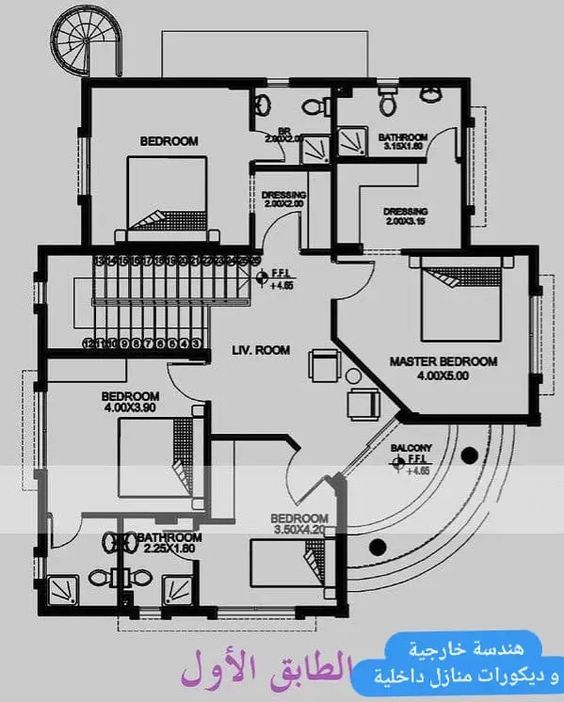 BEDROOM
BR
2.00X2.00
BATHROOM
3.15X1.80
DRESSING
2.00X2.00
DRESSING
2.00X3.15
13 14 15 16 17 18 19 20 21 22 23 24 25 26
F.F.L
+4.65
12 11 10 9 8 7 6 5 4 3
LIV. ROOM
MASTER BEDROOM
4.00X5.00
BEDROOM
4.00X3.90
BALCONY
F.F.L
+4.65
BEDROOM
3.50X4.20
BATHROOM
2.25X1.80
الطابق الأول
هندسة خارجية
و ديكورات منازل داخلية